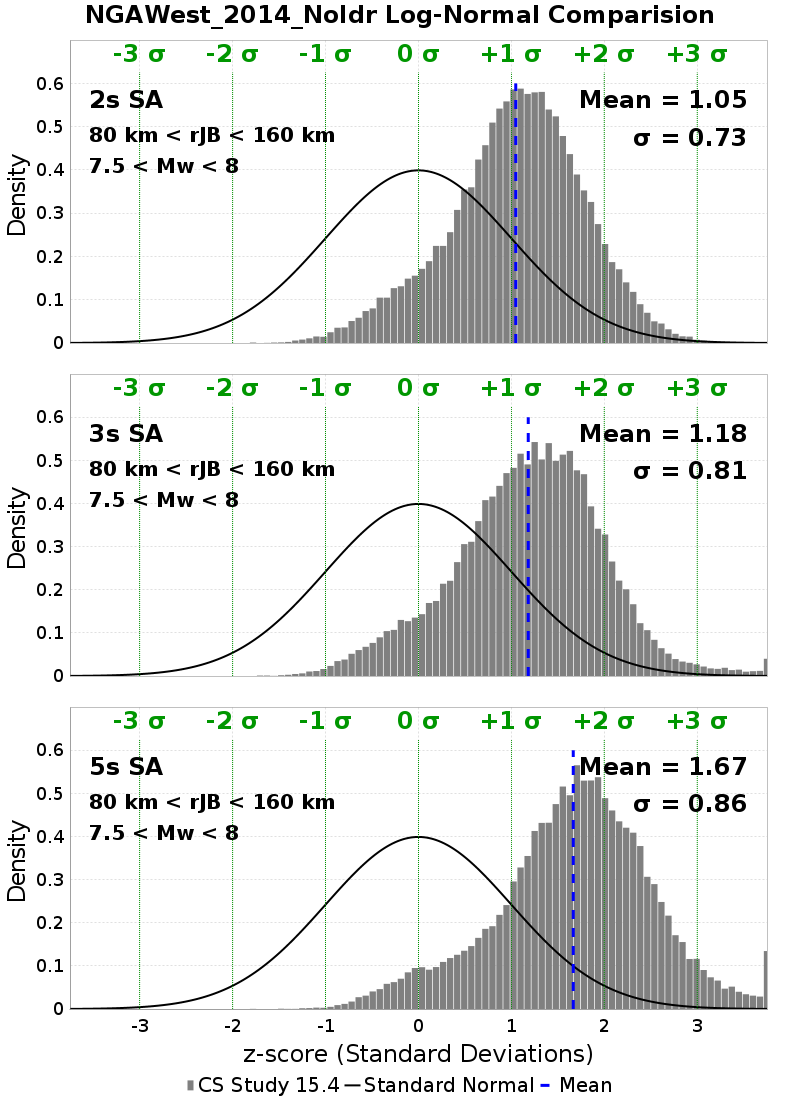 NGAWest_2014_NoIdr Log-Normal Comparision
-3 σ -2 σ -1 σ 0 σ +1 σ +2 σ +3 σ
0.6
2s SA
Mean = 1.05
0.5
80 km < rJB < 160 km
σ = 0.73
7.5 < Mw < 8
0.4
Density
0.3
0.2
0.1
0
-3 σ -2 σ -1 σ 0 σ +1 σ +2 σ +3 σ
0.6
3s SA
Mean = 1.18
0.5
80 km < rJB < 160 km
σ = 0.81
7.5 < Mw < 8
0.4
Density
0.3
0.2
0.1
0
-3 σ -2 σ -1 σ 0 σ +1 σ +2 σ +3 σ
0.6
5s SA
Mean = 1.67
0.5
80 km < rJB < 160 km
σ = 0.86
7.5 < Mw < 8
0.4
Density
0.3
0.2
0.1
0
-3 -2 -1 0 1 2 3
z-score (Standard Deviations)
CS Study 15.4 Standard Normal Mean